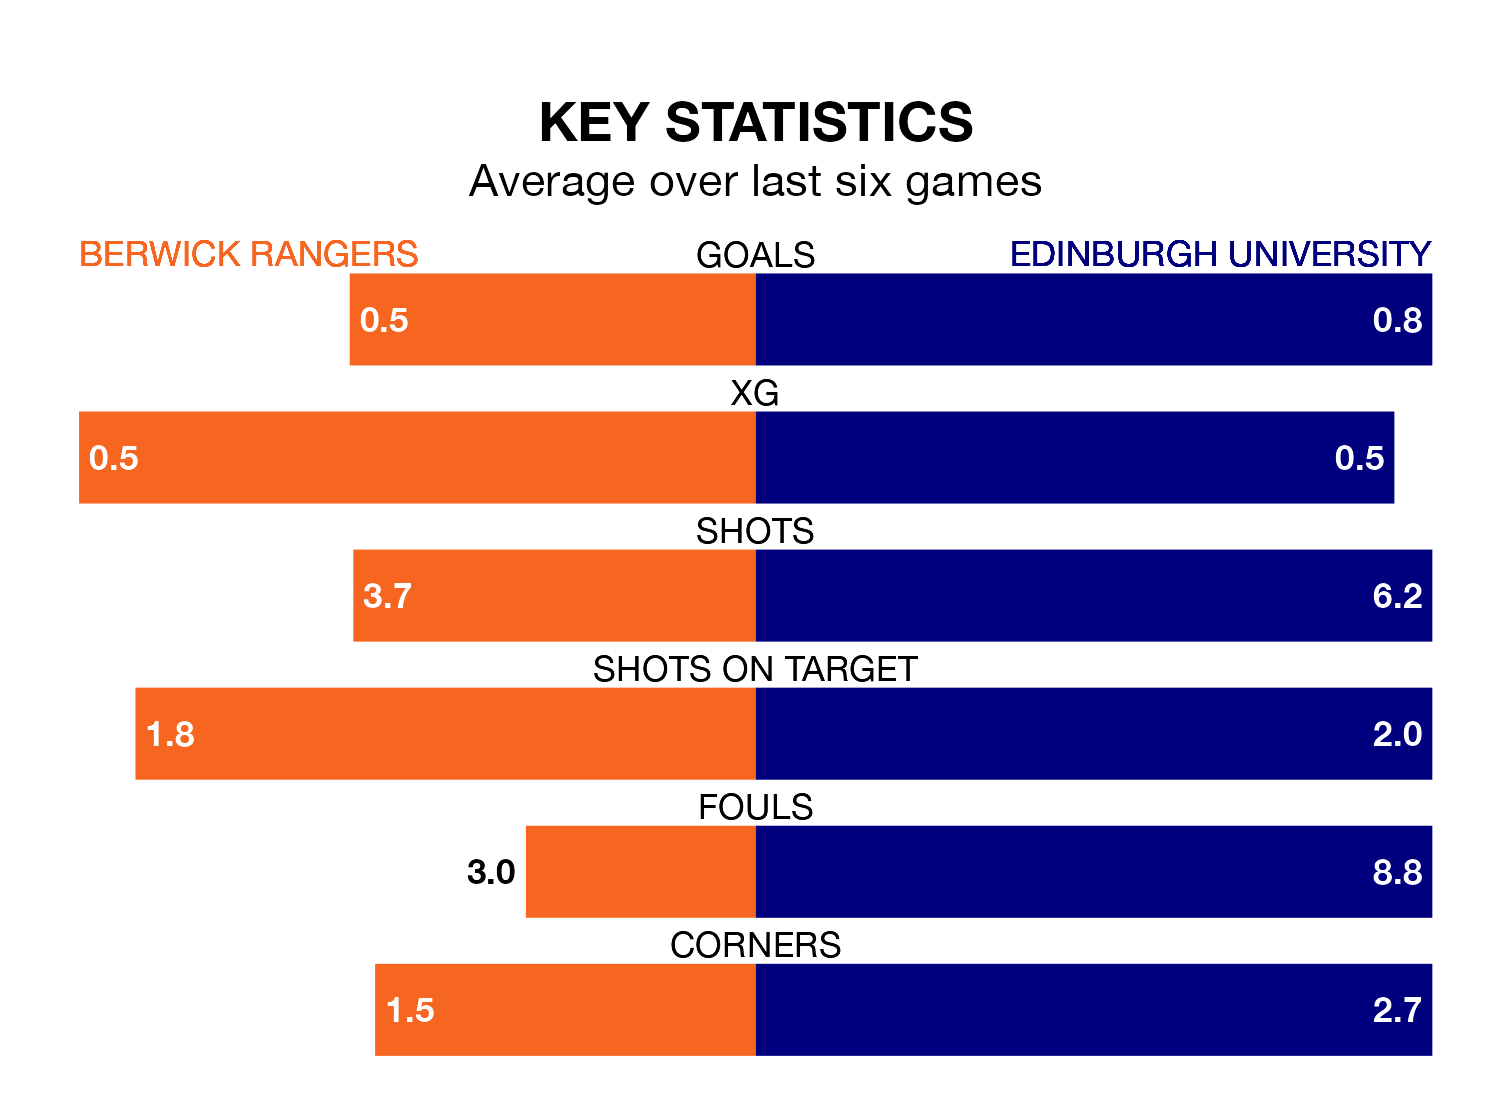 KEY STATISTICS
Average over last six games
BERWICK RANGERS GOALS EDINBURGH UNIVERSITY
0.5 0.8
XG
0.5 0.5
SHOTS
3.7 6.2
SHOTS ON TARGET
1.8 2.0
FOULS
3.0 8.8
CORNERS
1.5 2.7